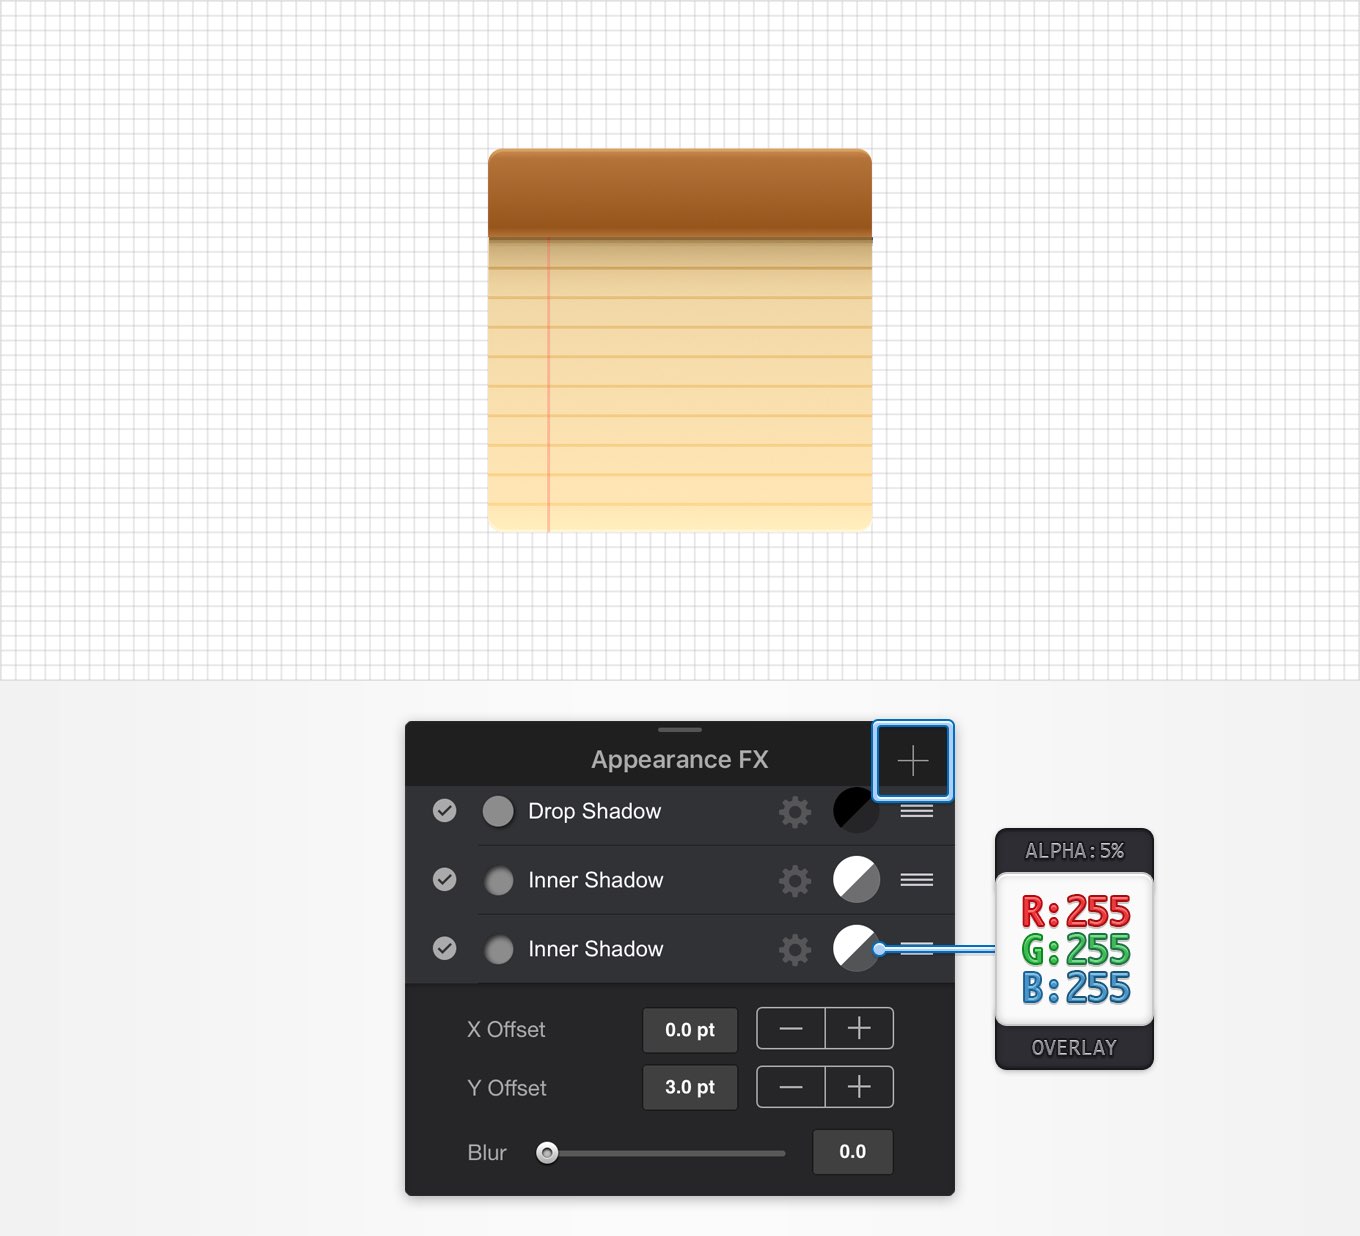 Appearance FX
Drop Shadow
Inner Shadow
Inner Shadow
X Offset 0.0 pt
Y Offset 3.0 pt
Blur 0.0
ALPHA:5%
R:255
G:255
B:255
OVERLAY